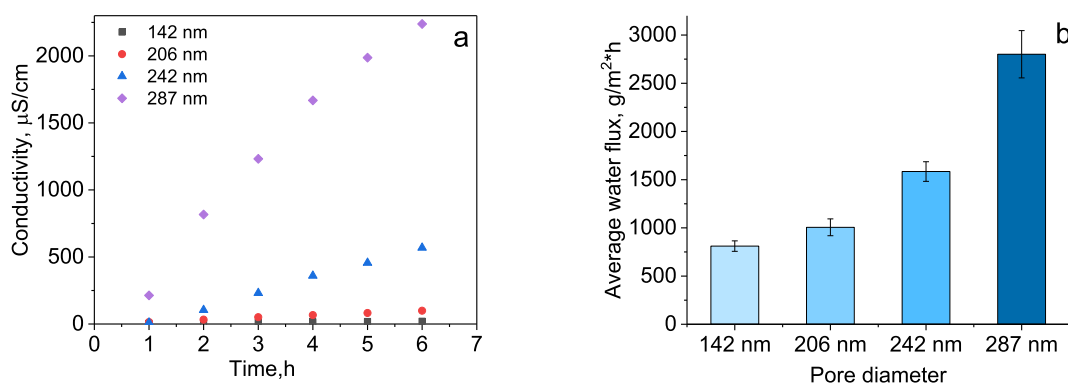 a
142 nm
206 nm
242 nm
287 nm
Conductivity, μS/cm
2000
1500
1000
500
0
0 1 2 3 4 5 6 7
Time,h
b
Average water flux, g/m²*h
3000
2500
2000
1500
1000
500
0
142 nm 206 nm 242 nm 287 nm
Pore diameter